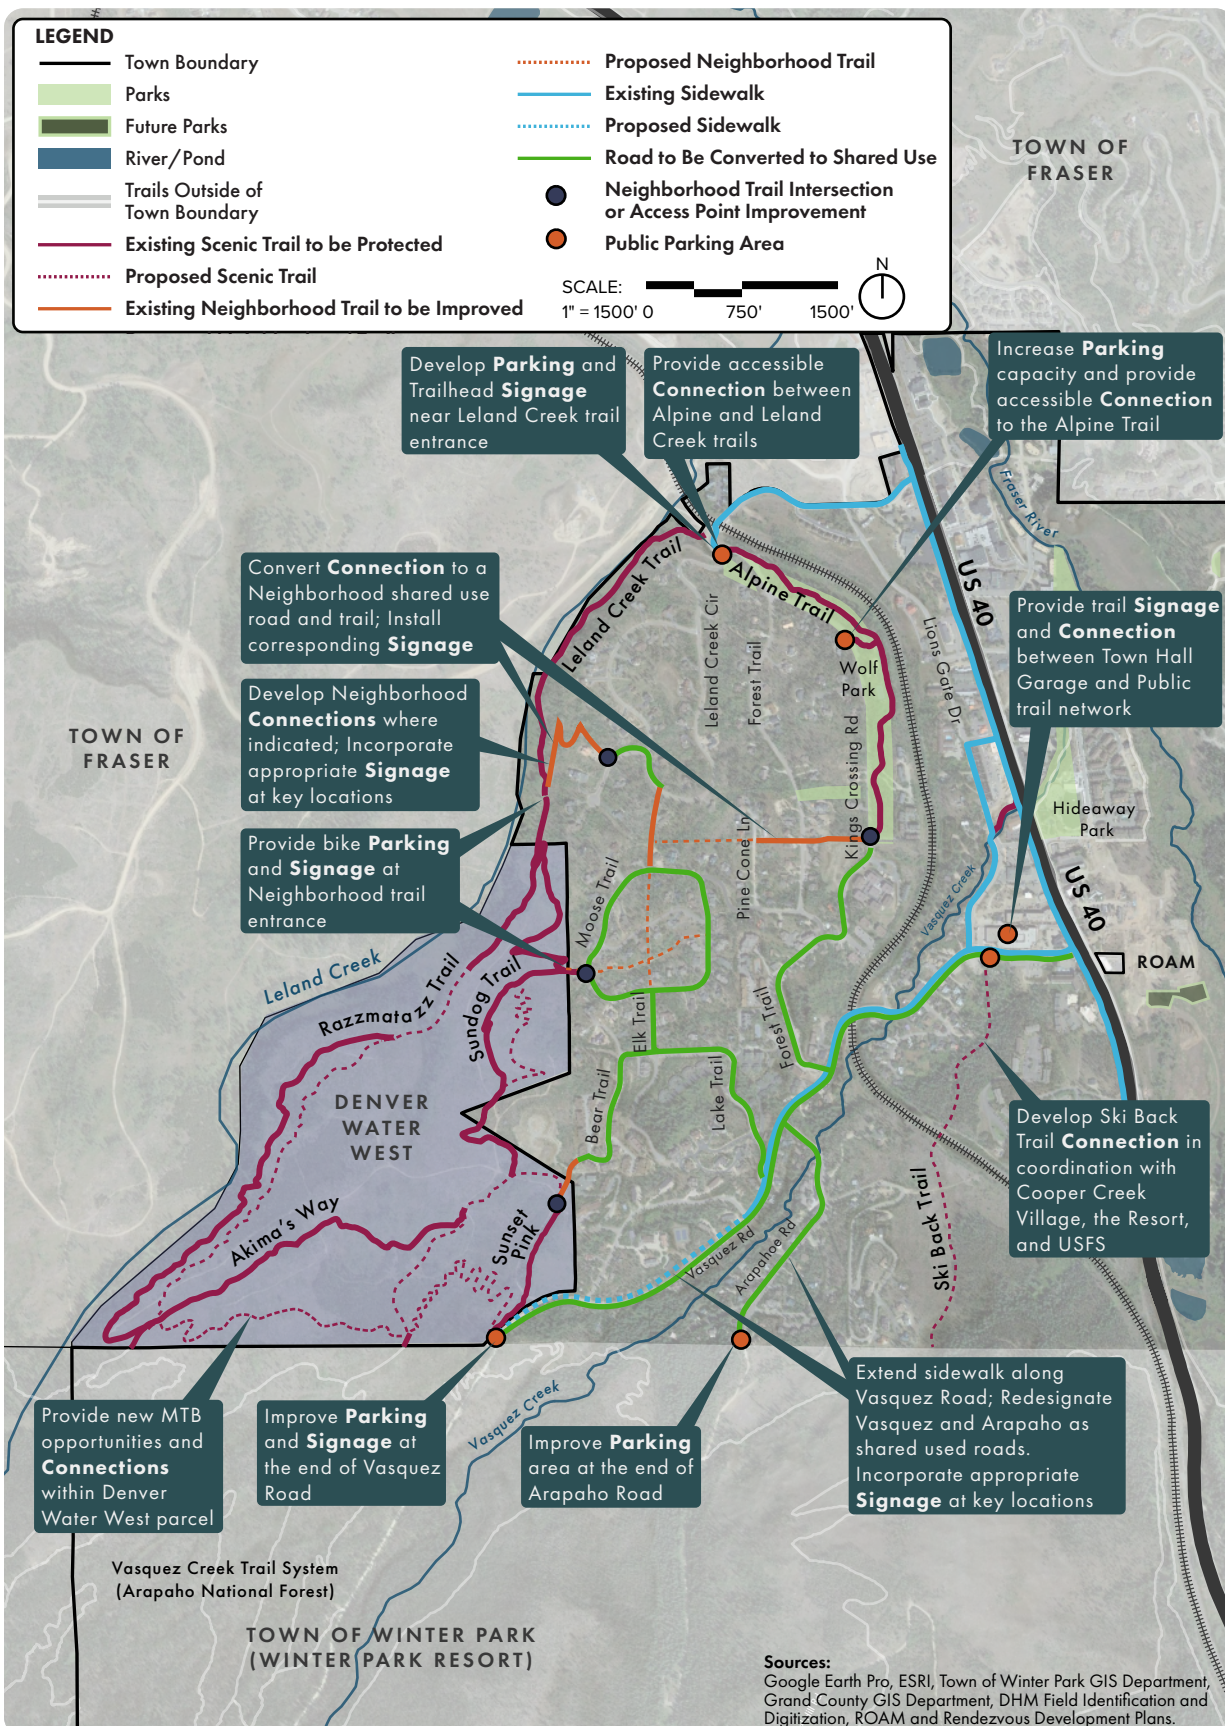 LEGEND
Town Boundary
Parks
Future Parks
River/Pond
Trails Outside of
Town Boundary
Existing Scenic Trail to be Protected
Proposed Scenic Trail
Existing Neighborhood Trail to be Improved
Proposed Neighborhood Trail
Existing Sidewalk
Proposed Sidewalk
Road to Be Converted to Shared Use
Neighborhood Trail Intersection
or Access Point Improvement
Public Parking Area
SCALE:
1" = 1500' 0 750' 1500'
N
TOWN OF
FRASER
Develop Parking and
Trailhead Signage
near Leland Creek trail
entrance
Provide accessible
Connection between
Alpine and Leland
Creek trails
Increase Parking
capacity and provide
accessible Connection
to the Alpine Trail
Fraser River
Convert Connection to a
Neighborhood shared use
road and trail; Install
corresponding Signage
Leland Creek Trail
Alpine Trail
US 40
Provide trail Signage
and Connection
between Town Hall
Garage and Public
trail network
Leland Creek Cir
Forest Trail
Wolf
Park
Lions Gate Dr
Develop Neighborhood
Connections where
indicated; Incorporate
appropriate Signage
at key locations
TOWN OF
FRASER
Kings Crossing Rd
Hideaway
Park
Provide bike Parking
and Signage at
Neighborhood trail
entrance
Moose Trail
Pine Cone Ln
Vasquez Creek
US 40
ROAM
Leland Creek
Razzmatazz Trail
Sundog Trail
Elk Trail
Forest Trail
Bear Trail
Lake Trail
DENVER
WATER
WEST
Develop Ski Back
Trail Connection in
coordination with
Cooper Creek
Village, the Resort,
and USFS
Akima's Way
Sunset
Pink
Vasquez Rd
Arapahoe Rd
Ski Back Trail
Provide new MTB
opportunities and
Connections
within Denver
Water West parcel
Improve Parking
and Signage at
the end of Vasquez
Road
Vasquez Creek
Improve Parking
area at the end of
Arapaho Road
Extend sidewalk along
Vasquez Road; Redesignate
Vasquez and Arapaho as
shared used roads.
Incorporate appropriate
Signage at key locations
Vasquez Creek Trail System
(Arapaho National Forest)
TOWN OF WINTER PARK
(WINTER PARK RESORT)
Sources:
Google Earth Pro, ESRI, Town of Winter Park GIS Department,
Grand County GIS Department, DHM Field Identification and
Digitization, ROAM and Rendezvous Development Plans.